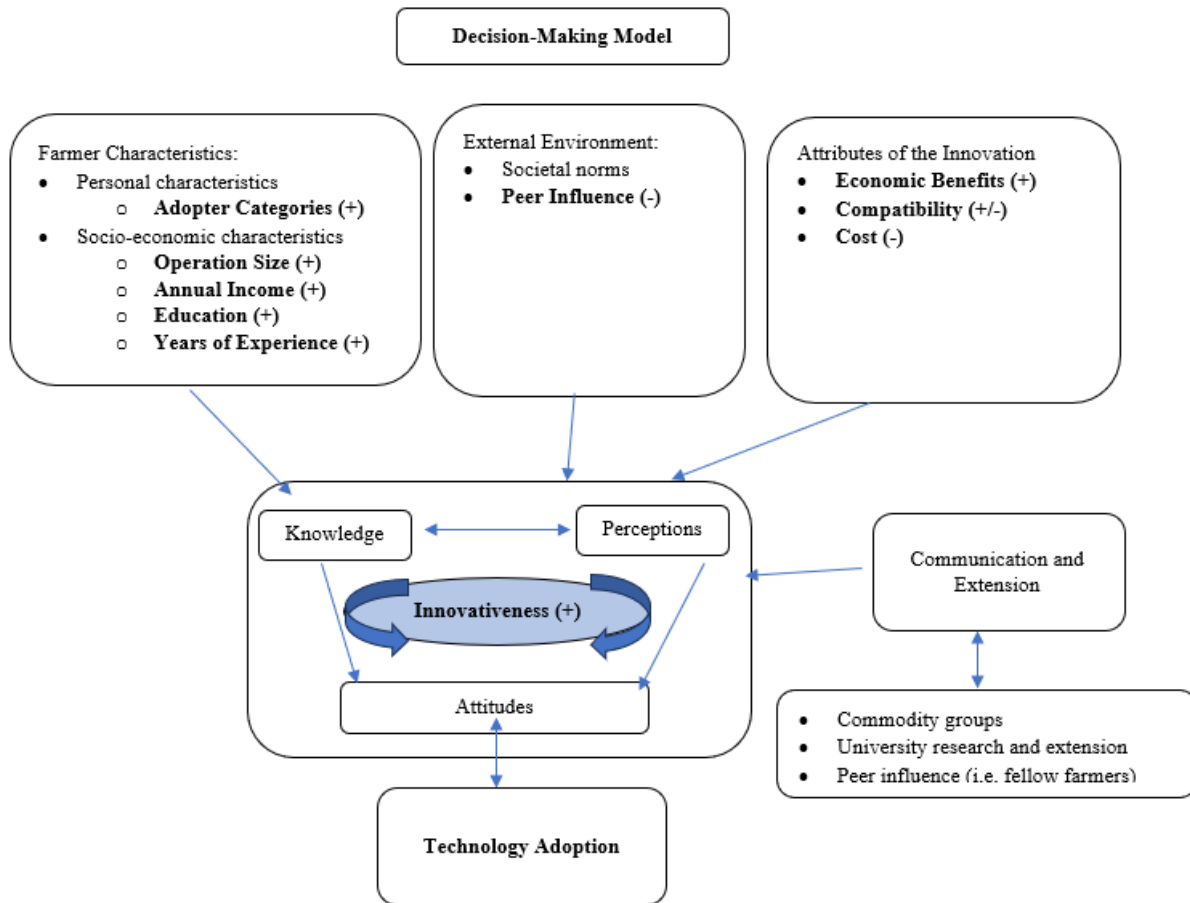 Decision-Making Model
Farmer Characteristics:
• Personal characteristics
o Adopter Categories (+)
• Socio-economic characteristics
o Operation Size (+)
o Annual Income (+)
o Education (+)
o Years of Experience (+)
External Environment:
• Societal norms
• Peer Influence (-)
Attributes of the Innovation
• Economic Benefits (+)
• Compatibility (+/-)
• Cost (-)
Knowledge
Perceptions
Innovativeness (+)
Attitudes
Communication and
Extension
• Commodity groups
• University research and extension
• Peer influence (i.e. fellow farmers)
Technology Adoption